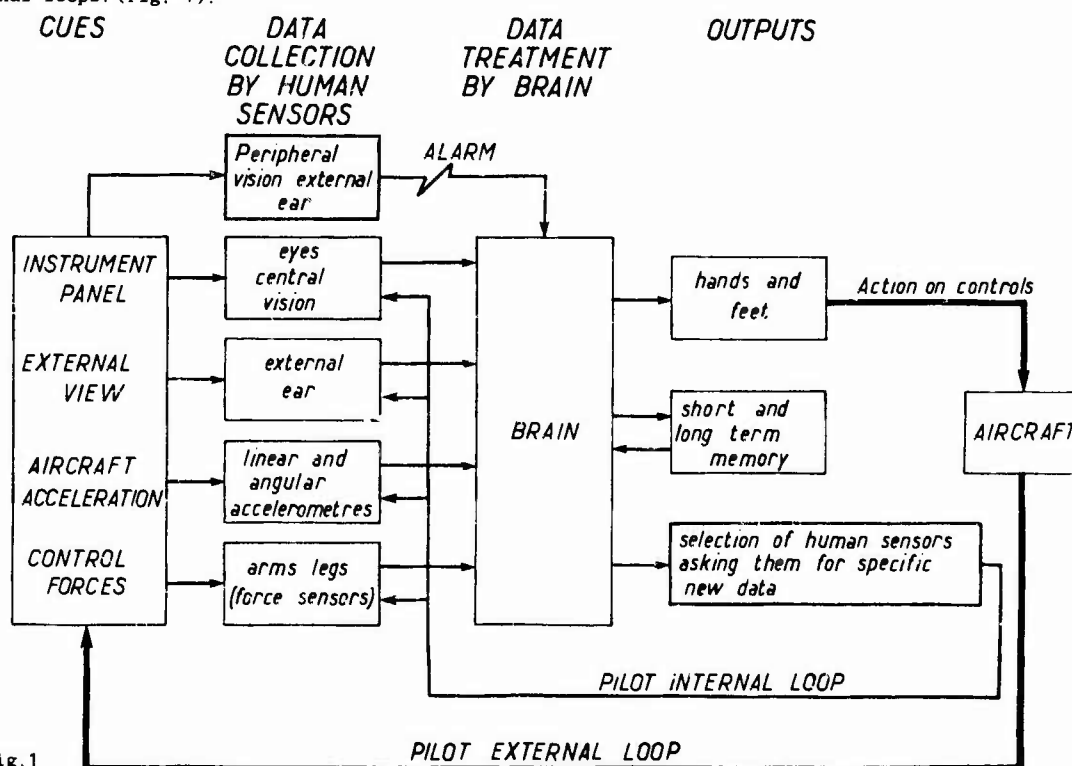 loops (Fig. 1).
CUES
DATA
COLLECTION
BY HUMAN
SENSORS
DATA
TREATMENT
BY BRAIN
OUTPUTS
Peripheral
vision external
ear
ALARM
INSTRUMENT
PANEL
EXTERNAL
VIEW
AIRCRAFT
ACCELERATION
CONTROL
FORCES
eyes
central
vision
external
ear
linear and
angular
accelerometres
arms legs
(force sensors)
BRAIN
hands and
feet
Action on controls
short and
long term
memory
AIRCRAFT
selection of human sensors
asking them for specific
new data
PILOT INTERNAL LOOP
PILOT EXTERNAL LOOP
ig.1